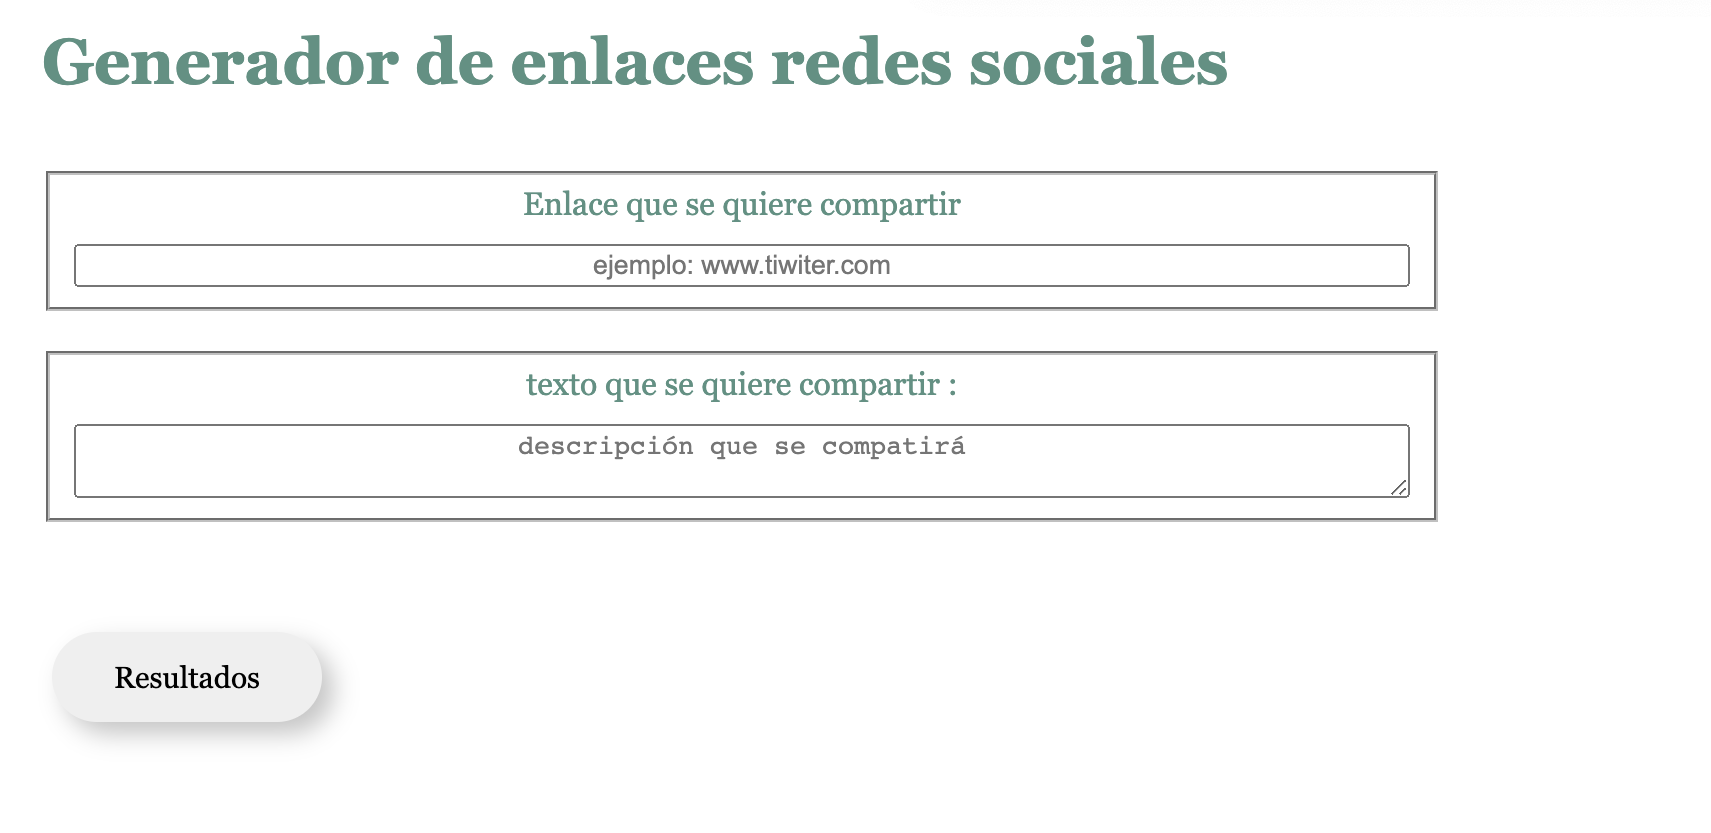 Generador de enlaces redes sociales
Enlace que se quiere compartir
ejemplo: www.tiwiter.com
texto que se quiere compartir :
descripción que se compatirá
Resultados